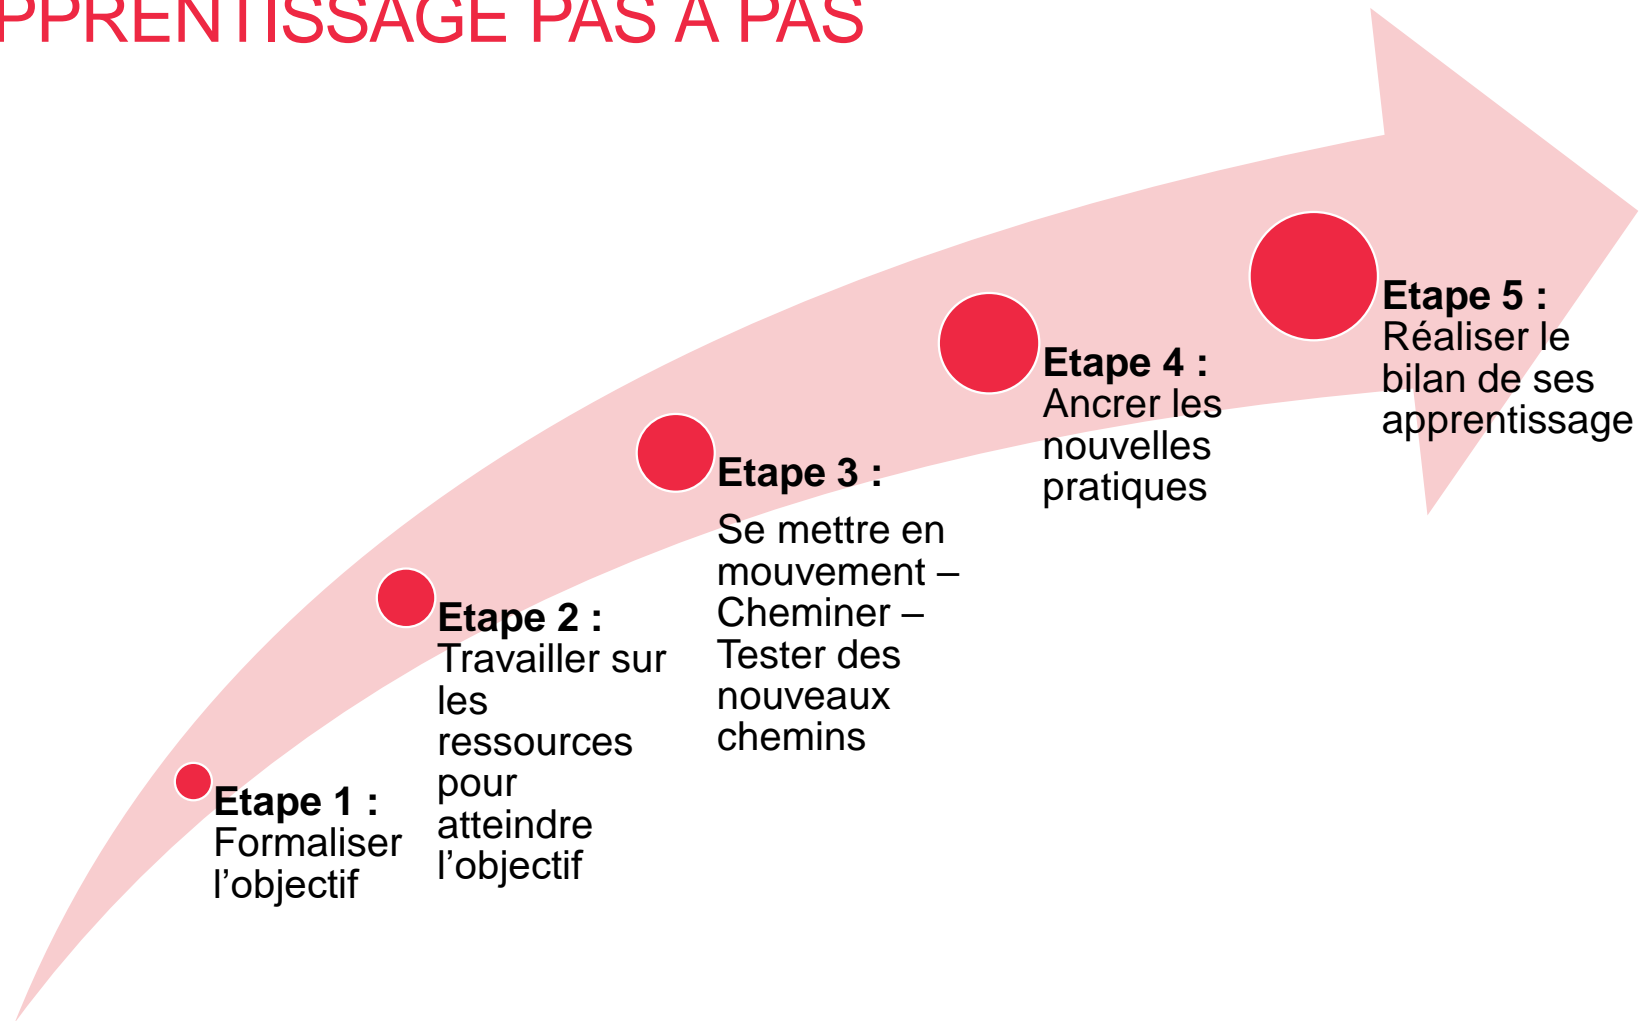 PPRENTISSAGE PAS A PAS
Etape 1 :
Formaliser
l’objectif
Etape 2 :
Travailler sur
les
ressources
pour
atteindre
l’objectif
Etape 3 :
Se mettre en
mouvement –
Cheminer –
Tester des
nouveaux
chemins
Etape 4 :
Ancrer les
nouvelles
pratiques
Etape 5 :
Réaliser le
bilan de ses
apprentissage